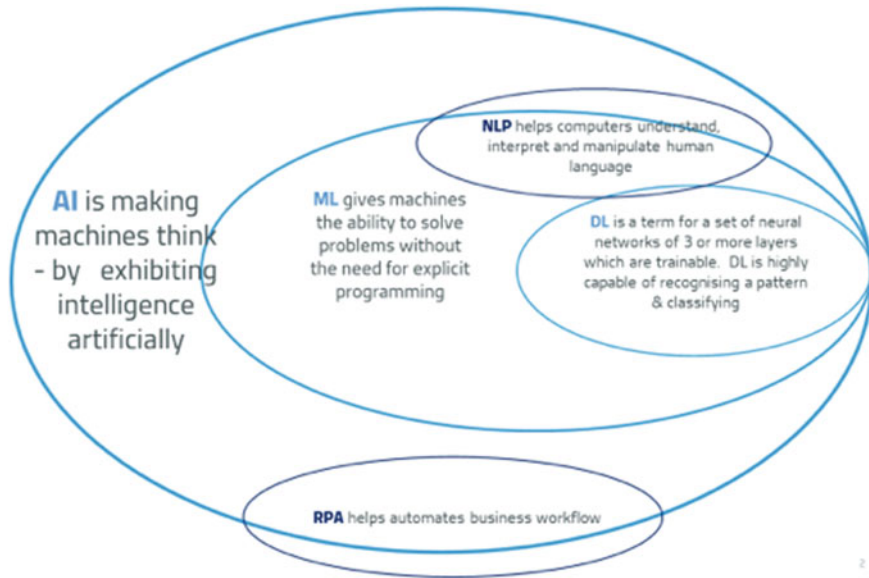 AI is making
machines think
- by exhibiting
intelligence
artificially
ML gives machines
the ability to solve
problems without
the need for explicit
programming
NLP helps computers understand,
interpret and manipulate human
language
DL is a term for a set of neural
networks of 3 or more layers
which are trainable. DL is highly
capable of recognising a pattern
& classifying
RPA helps automates business workflow
2